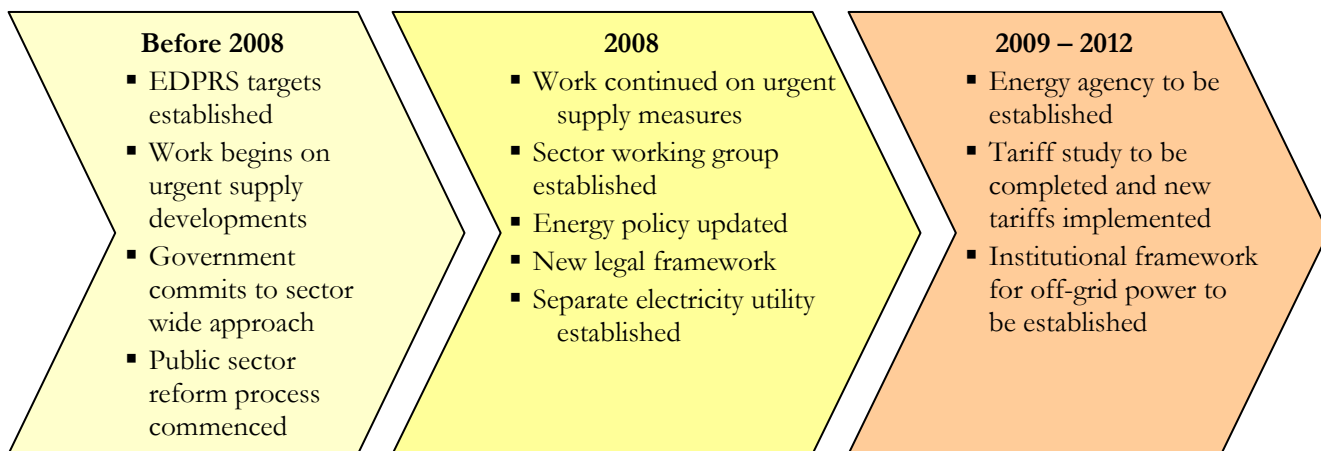 Before 2008
▪ EDPRS targets
established
▪ Work begins on
urgent supply
developments
▪ Government
commits to sector
wide approach
▪ Public sector
reform process
commenced
2008
▪ Work continued on urgent
supply measures
▪ Sector working group
established
▪ Energy policy updated
▪ New legal framework
▪ Separate electricity utility
established
2009 – 2012
▪ Energy agency to be
established
▪ Tariff study to be
completed and new
tariffs implemented
▪ Institutional framework
for off-grid power to
be established